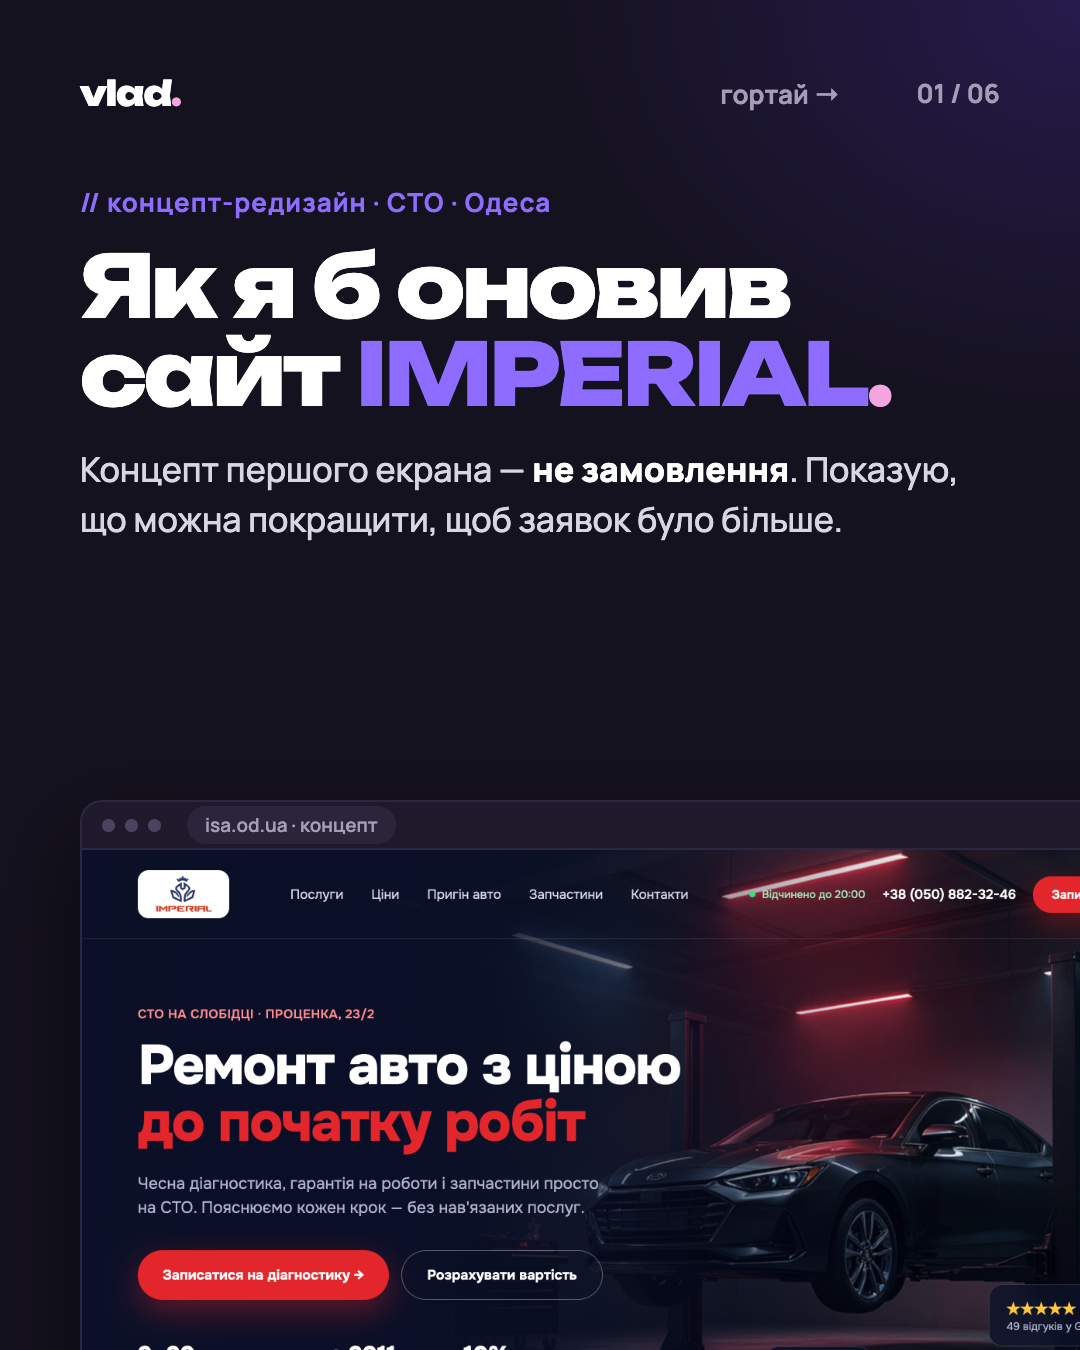 vlad.
гортай →
01 / 06
// концепт-редизайн · СТО · Одеса
Як я б оновив
сайт IMPERIAL.
Концепт першого екрана — не замовлення. Показую,
що можна покращити, щоб заявок було більше.
isa.od.ua · концепт
IMPERIAL
Послуги
Ціни
Пригін авто
Запчастини
Контакти
Відчинено до 20:00
+38 (050) 882-32-46
СТО НА СЛОБІДЦІ · ПРОЦЕНКА, 23/2
Ремонт авто з ціною
до початку робіт
Чесна діагностика, гарантія на роботи і запчастини просто
на СТО. Пояснюємо кожен крок — без нав'язаних послуг.
Записатися на діагностику →
Розрахувати вартість
★★★★★
49 відгуків у